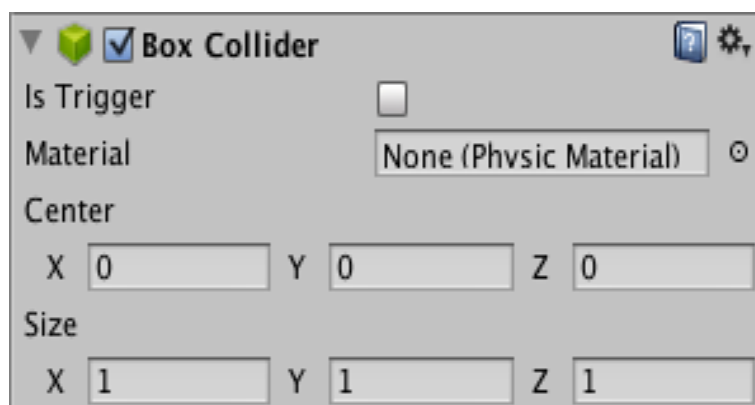 Box Collider
Is Trigger
Material None (Physic Material)
Center
X 0 Y 0 Z 0
Size
X 1 Y 1 Z 1